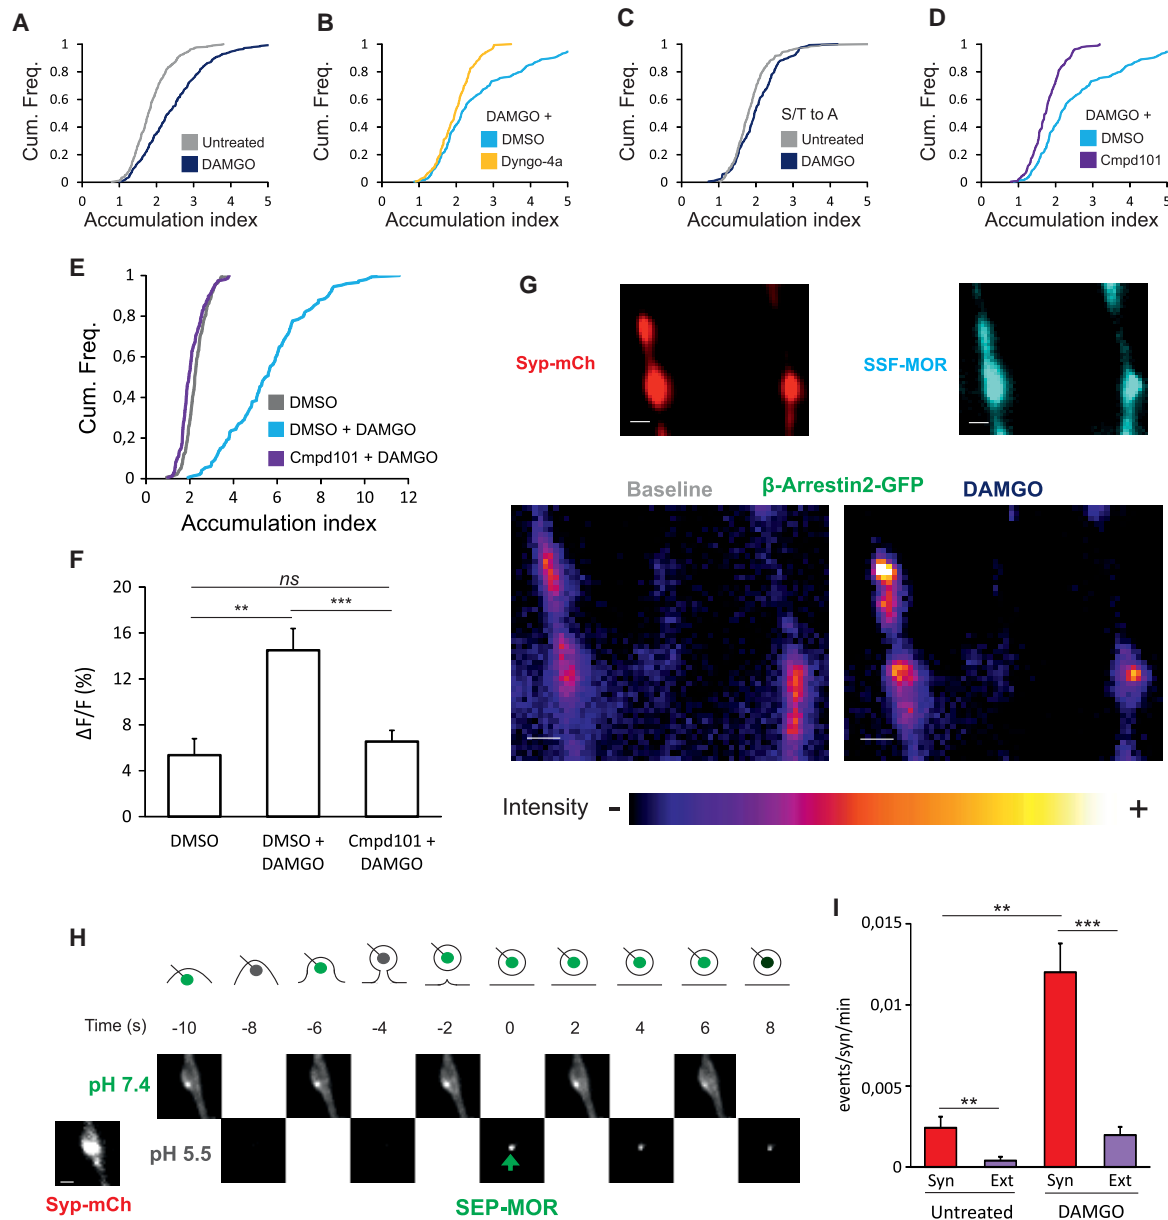 A
Cum. Freq.
1
0.8
0.6
0.4
0.2
0
0 1 2 3 4 5
Untreated
DAMGO
Accumulation index
B
Cum. Freq.
1
0.8
0.6
0.4
0.2
0
0 1 2 3 4 5
DAMGO +
DMSO
Dyngo-4a
Accumulation index
C
Cum. Freq.
1
0.8
0.6
0.4
0.2
0
0 1 2 3 4 5
S/T to A
Untreated
DAMGO
Accumulation index
D
Cum. Freq.
1
0.8
0.6
0.4
0.2
0
0 1 2 3 4 5
DAMGO +
DMSO
Cmpd101
Accumulation index
E
Cum. Freq.
1
0,8
0,6
0,4
0,2
0
0 2 4 6 8 10 12
DMSO
DMSO + DAMGO
Cmpd101 + DAMGO
Accumulation index
F
ΔF/F (%)
20
16
12
8
4
0
ns
** ***
DMSO
DMSO +
DAMGO
Cmpd101 +
DAMGO
G
Syp-mCh
SSF-MOR
Baseline β-Arrestin2-GFP DAMGO
Intensity - +
H
Time (s) -10 -8 -6 -4 -2 0 2 4 6 8
pH 7.4
pH 5.5
Syp-mCh
SEP-MOR
I
events/syn/min
0,015
0,01
0,005
0
**
***
**
Syn Ext Syn Ext
Untreated DAMGO